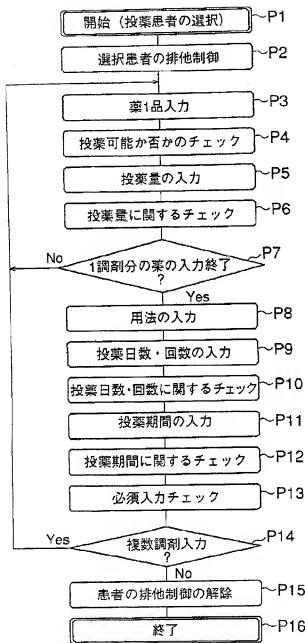 開始(投薬患者の選択) P1
選択患者の排他制御 P2
薬1品入力 P3
投薬可能か否かのチェック P4
投薬量の入力 P5
投薬量に関するチェック P6
No 1調剤分の薬の入力終了 P7
?
Yes
用法の入力 P8
投薬日数・回数の入力 P9
投薬日数・回数に関するチェック P10
投薬期間の入力 P11
投薬期間に関するチェック P12
必須入力チェック P13
Yes 複数調剤入力 P14
?
No
患者の排他制御の解除 P15
終了 P16